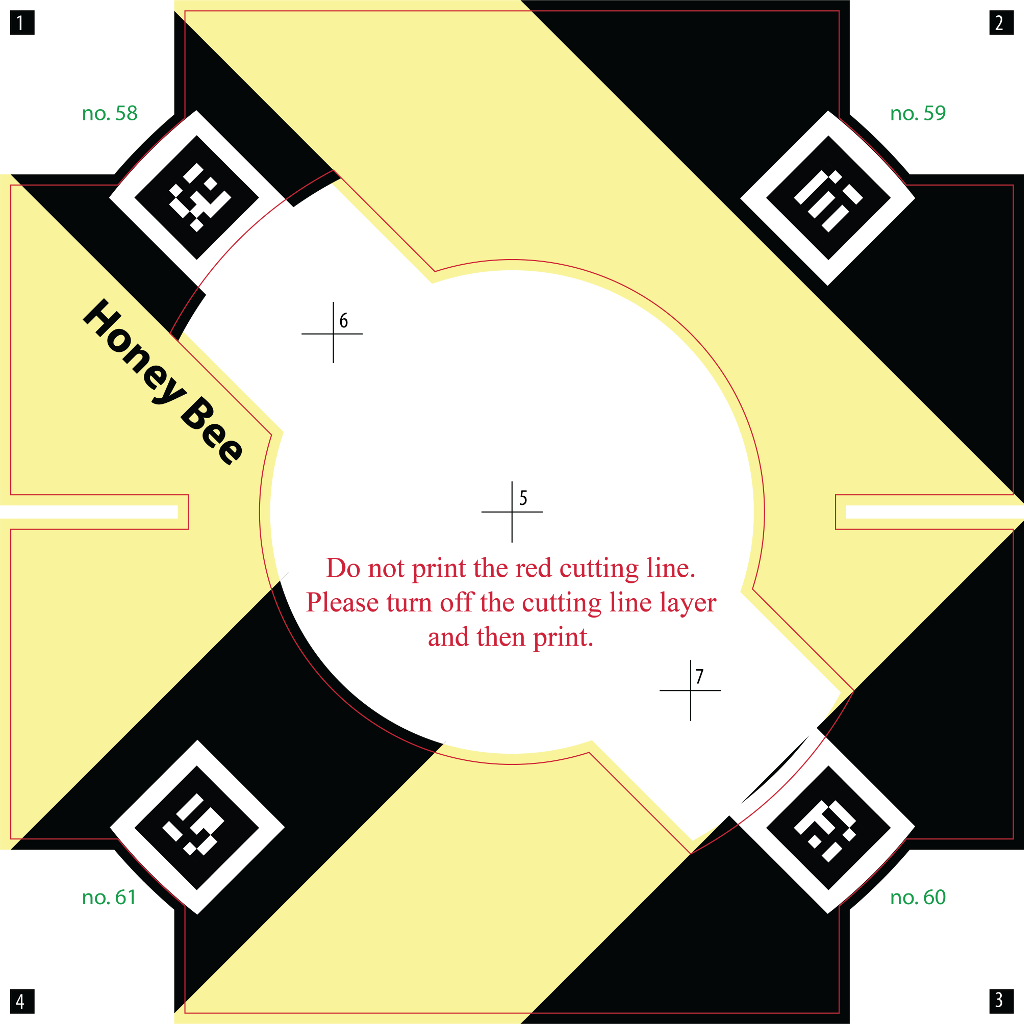 1
2
no. 58
no. 59
6
Honey Bee
5
Do not print the red cutting line.
Please turn off the cutting line layer
and then print.
7
no. 61
no. 60
4
3